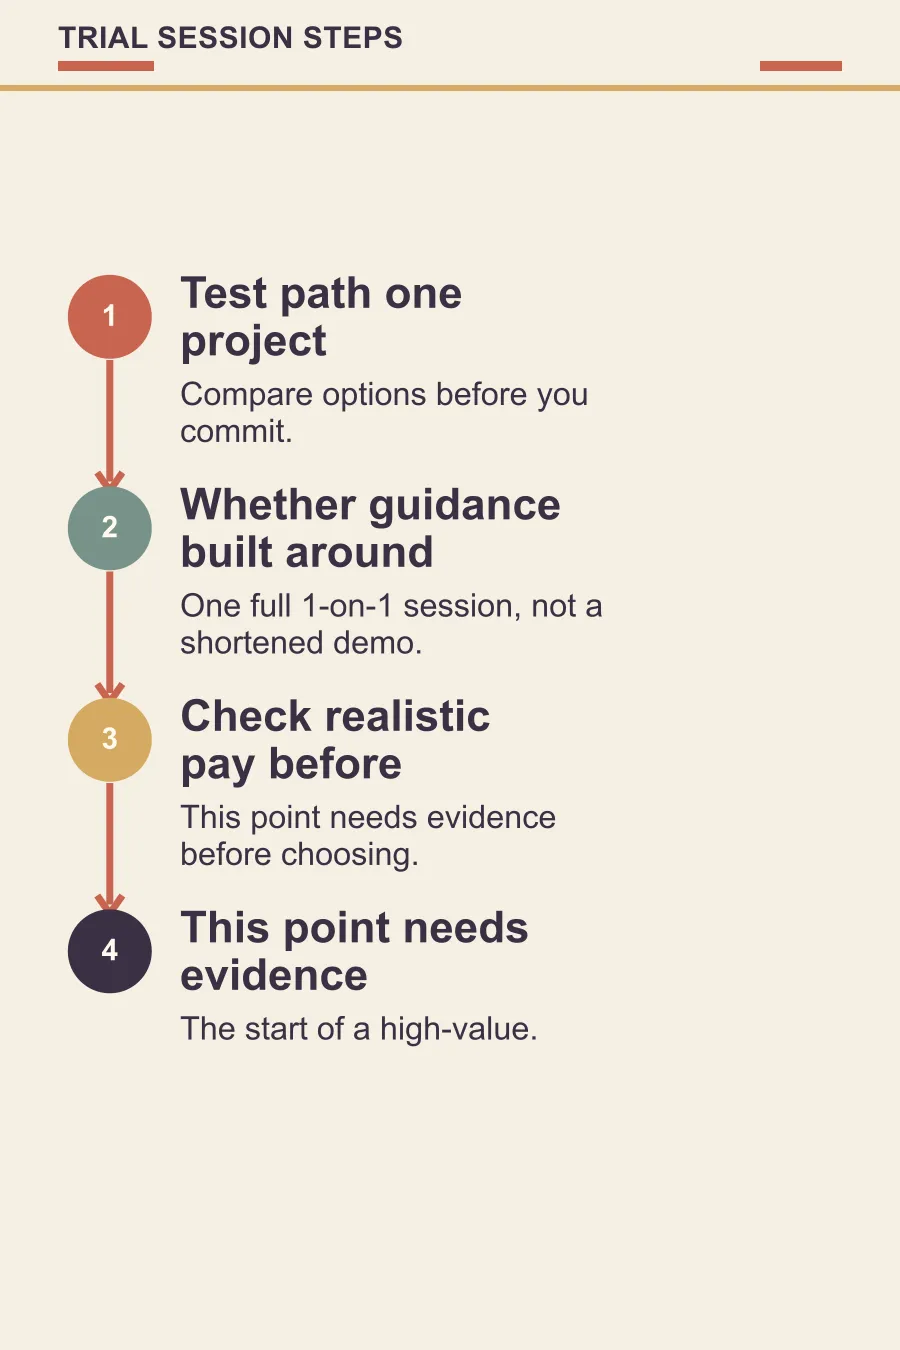 TRIAL SESSION STEPS
1
Test path one
project
Compare options before you
commit.
2
Whether guidance
built around
One full 1-on-1 session, not a
shortened demo.
3
Check realistic
pay before
This point needs evidence
before choosing.
4
This point needs
evidence
The start of a high-value.